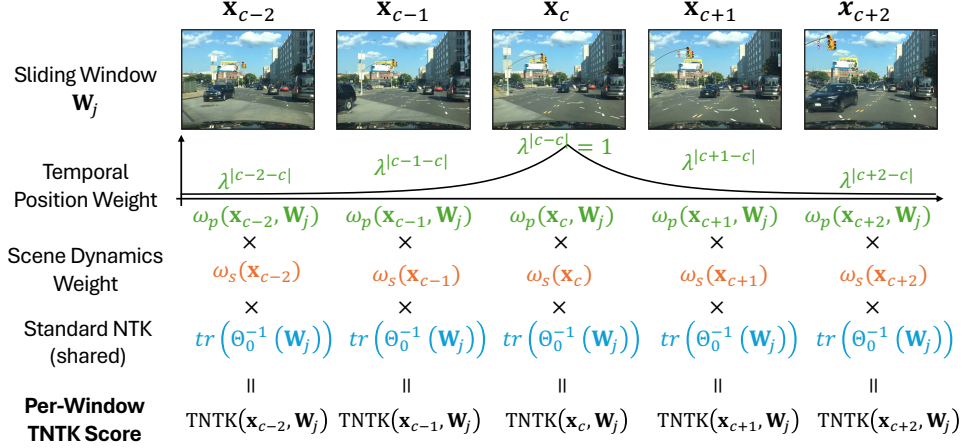 x_{c−2} x_{c−1} x_c x_{c+1} x_{c+2}
Sliding Window
W_j
Temporal
Position Weight
λ^{|c−2−c|} λ^{|c−1−c|} λ^{|c−c|} = 1 λ^{|c+1−c|} λ^{|c+2−c|}
ω_p(x_{c−2}, W_j) ω_p(x_{c−1}, W_j) ω_p(x_c, W_j) ω_p(x_{c+1}, W_j) ω_p(x_{c+2}, W_j)
× × × × ×
Scene Dynamics
Weight
ω_s(x_{c−2}) ω_s(x_{c−1}) ω_s(x_c) ω_s(x_{c+1}) ω_s(x_{c+2})
× × × × ×
Standard NTK
(shared)
tr(Θ_0^{−1}(W_j)) tr(Θ_0^{−1}(W_j)) tr(Θ_0^{−1}(W_j)) tr(Θ_0^{−1}(W_j)) tr(Θ_0^{−1}(W_j))
= = = = =
Per-Window
TNTK Score
TNTK(x_{c−2}, W_j) TNTK(x_{c−1}, W_j) TNTK(x_c, W_j) TNTK(x_{c+1}, W_j) TNTK(x_{c+2}, W_j)